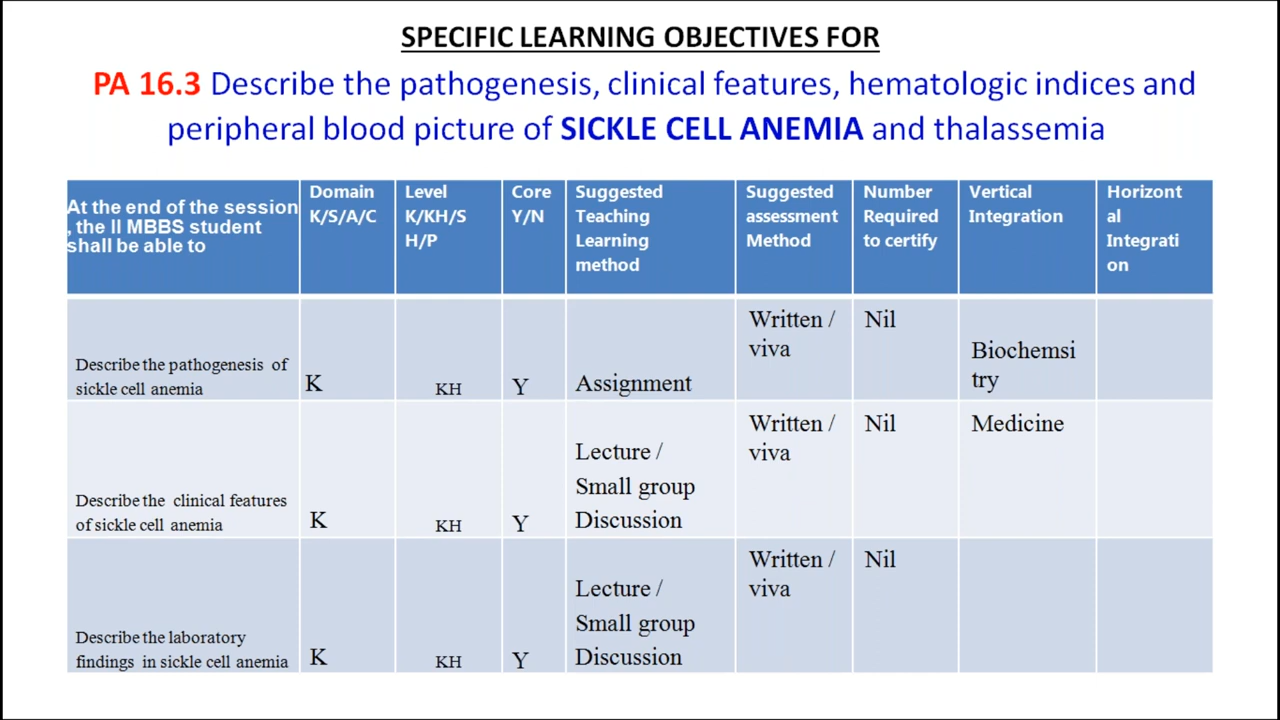 SPECIFIC LEARNING OBJECTIVES FOR
PA 16.3 Describe the pathogenesis, clinical features, hematologic indices and
peripheral blood picture of SICKLE CELL ANEMIA and thalassemia
At the end of the session
, the II MBBS student
shall be able to
Domain
K/S/A/C
Level
K/KH/S
H/P
Core
Y/N
Suggested
Teaching
Learning
method
Suggested
assessment
Method
Number
Required
to certify
Vertical
Integration
Horizont
al
Integrati
on
Describe the pathogenesis of
sickle cell anemia
K
KH
Y
Assignment
Written /
viva
Nil
Biochemsi
try
Describe the clinical features
of sickle cell anemia
K
KH
Y
Lecture /
Small group
Discussion
Written /
viva
Nil
Medicine
Describe the laboratory
findings in sickle cell anemia
K
KH
Y
Lecture /
Small group
Discussion
Written /
viva
Nil